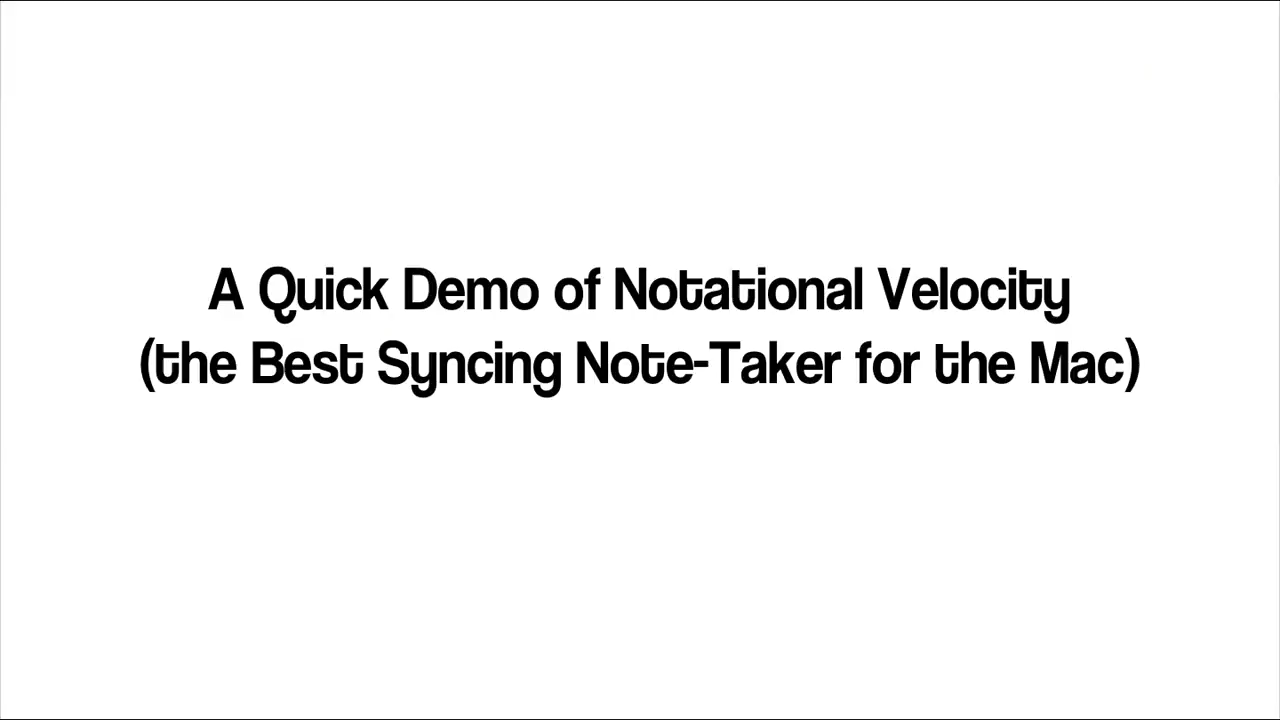 A Quick Demo of Notational Velocity
(the Best Syncing Note-Taker for the Mac)